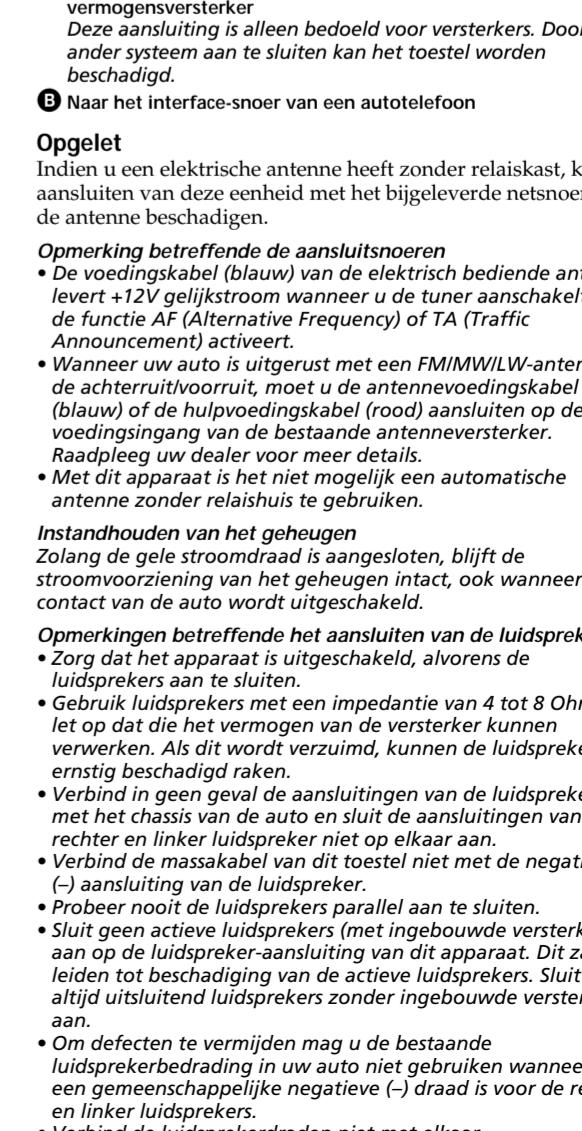 vermogensversterker
Deze aansluiting is alleen bedoeld voor versterkers. Door
ander systeem aan te sluiten kan het toestel worden
beschadigd.
B Naar het interface-snoer van een autotelefoon
Opgelet
Indien u een elektrische antenne heeft zonder relaiskast, k
aansluiten van deze eenheid met het bijgeleverde netsnoe
de antenne beschadigen.
Opmerking betreffende de aansluitsnoeren
• De voedingskabel (blauw) van de elektrisch bediende ant
levert +12V gelijkstroom wanneer u de tuner aanschakelt
de functie AF (Alternative Frequency) of TA (Traffic
Announcement) activeert.
• Wanneer uw auto is uitgerust met een FM/MW/LW-anten
de achterruit/voorruit, moet u de antennevoedingskabel
(blauw) of de hulpvoedingskabel (rood) aansluiten op de
voedingsingang van de bestaande antenneversterker.
Raadpleeg uw dealer voor meer details.
• Met dit apparaat is het niet mogelijk een automatische
antenne zonder relaishuis te gebruiken.
Instandhouden van het geheugen
Zolang de gele stroomdraad is aangesloten, blijft de
stroomvoorziening van het geheugen intact, ook wanneer
contact van de auto wordt uitgeschakeld.
Opmerkingen betreffende het aansluiten van de luidsprek
• Zorg dat het apparaat is uitgeschakeld, alvorens de
luidsprekers aan te sluiten.
• Gebruik luidsprekers met een impedantie van 4 tot 8 Ohm
let op dat die het vermogen van de versterker kunnen
verwerken. Als dit wordt verzuimd, kunnen de luidspreke
ernstig beschadigd raken.
• Verbind in geen geval de aansluitingen van de luidspreke
met het chassis van de auto en sluit de aansluitingen van
rechter en linker luidspreker niet op elkaar aan.
• Verbind de massakabel van dit toestel niet met de negati
(–) aansluiting van de luidspreker.
• Probeer nooit de luidsprekers parallel aan te sluiten.
• Sluit geen actieve luidsprekers (met ingebouwde versterk
aan op de luidspreker-aansluiting van dit apparaat. Dit za
leiden tot beschadiging van de actieve luidsprekers. Sluit
altijd uitsluitend luidsprekers zonder ingebouwde verster
aan.
• Om defecten te vermijden mag u de bestaande
luidsprekerbedrading in uw auto niet gebruiken wannee
een gemeenschappelijke negatieve (–) draad is voor de re
en linker luidsprekers.
• Verbind de luidsprekerdraden niet met elkaar